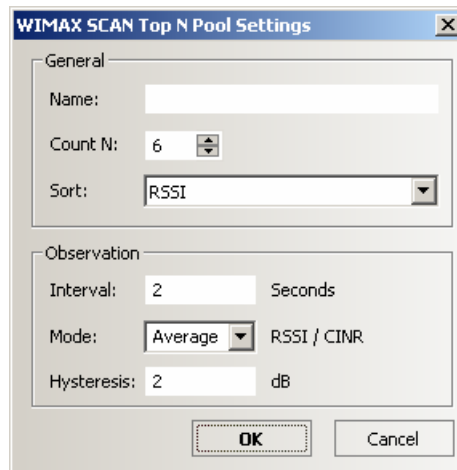 WIMAX SCAN Top N Pool Settings
General
Name:
Count N: 6
Sort: RSSI
Observation
Interval: 2 Seconds
Mode: Average RSSI / CINR
Hysteresis: 2 dB
OK Cancel